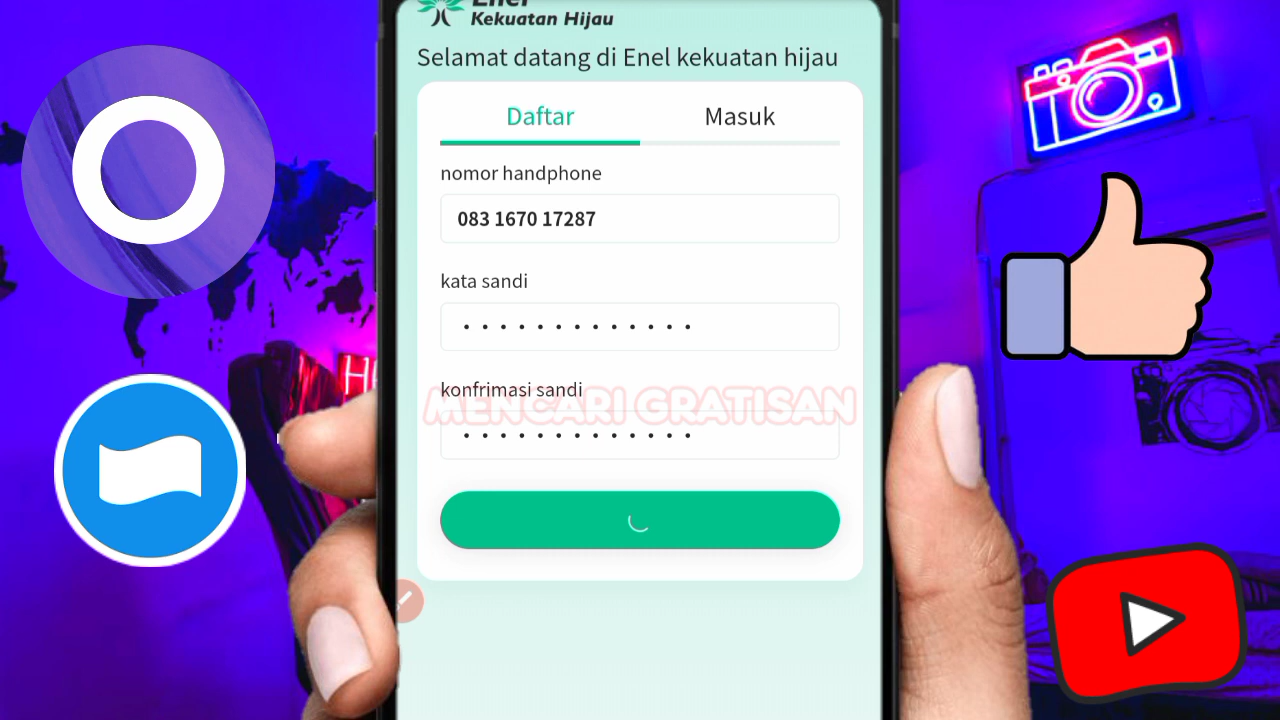 Enel
Kekuatan Hijau
Selamat datang di Enel kekuatan hijau
Daftar Masuk
nomor handphone
083 1670 17287
kata sandi
• • • • • • • • • • • • •
konfrimasi sandi
MENCARI GRATISAN
• • • • • • • • • • • • •